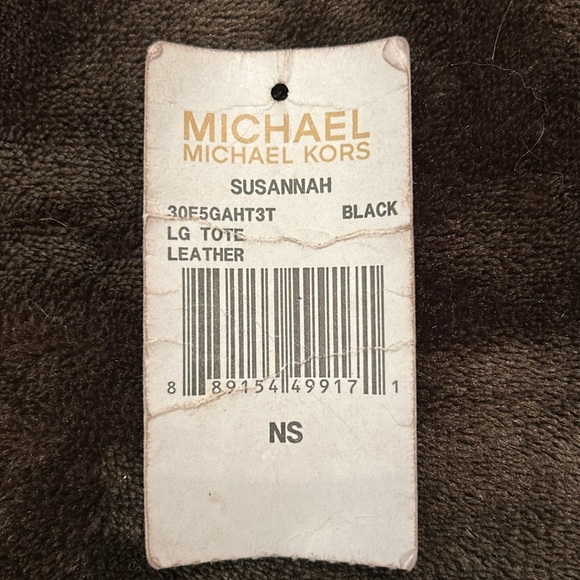 MICHAEL
MICHAEL KORS
SUSANNAH
30F5GAHT3T BLACK
LG TOTE
LEATHER
8 89154 49917 1
NS